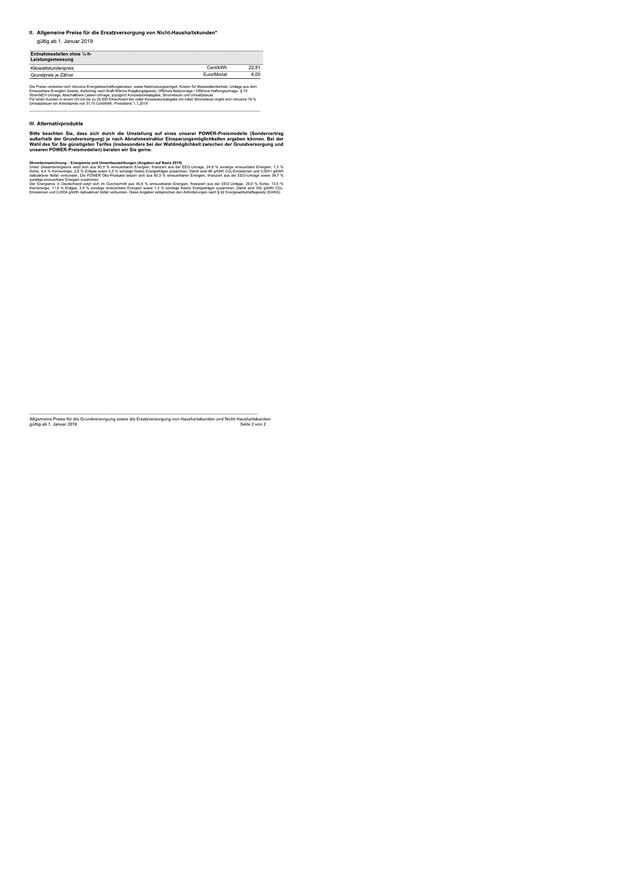 II. Allgemeine Preise für die Ersatzversorgung von Nicht-Haushaltskunden*
gültig ab 1. Januar 2019
Entnahmestellen ohne ¼-h-
Leistungsmessung
Kilowattstundenpreis Cent/kWh 22,81
Grundpreis je Zähler Euro/Monat 6,00
Die Preise verstehen sich inklusive Energiebeschaffungskosten, sowie Netznutzungsentgelt, Kosten für Messstellenbetrieb, Umlage aus dem
Erneuerbare-Energien-Gesetz, Aufschlag nach Kraft-Wärme-Kopplungsgesetz, Offshore-Netzumlage / Offshore-Haftungsumlage, § 19
StromNEV-Umlage, Abschaltbare Lasten-Umlage, zuzüglich Konzessionsabgabe, Stromsteuer und Umsatzsteuer.
Für einen Kunden in einem Ort mit bis zu 25.000 Einwohnern bei voller Konzessionsabgabe mit voller Stromsteuer ergibt sich inklusive 19 %
Umsatzsteuer ein Arbeitspreis von 31,19 Cent/kWh. Preisstand: 1.1.2019
III. Alternativprodukte
Bitte beachten Sie, dass sich durch die Umstellung auf eines unserer POWER-Preismodelle (Sondervertrag
außerhalb der Grundversorgung) je nach Abnahmestruktur Einsparungsmöglichkeiten ergeben können. Bei der
Wahl des für Sie günstigsten Tarifes (insbesondere bei der Wahlmöglichkeit zwischen der Grundversorgung und
unseren POWER-Preismodellen) beraten wir Sie gerne.
Stromkennzeichnung – Energiemix und Umweltauswirkungen (Angaben auf Basis 2019)
Unser Gesamtenergiemix setzt sich aus 60,3 % erneuerbaren Energien, finanziert aus der EEG-Umlage, 24,9 % sonstige erneuerbare Energien, 7,3 %
Kohle, 4,4 % Kernenergie, 2,8 % Erdgas sowie 0,3 % sonstige fossile Energieträger zusammen. Damit sind g/kWh CO₂-Emissionen und 0,0001 g/kWh
radioaktiver Abfall verbunden. Die POWER Öko-Produkte setzen sich aus 60,3 % erneuerbaren Energien, finanziert aus der EEG-Umlage sowie 39,7 %
sonstige erneuerbare Energien zusammen.
Der Energiemix in Deutschland setzt sich im Durchschnitt aus 40,4 % erneuerbaren Energien, finanziert aus der EEG-Umlage, 29,0 % Kohle, 13,5 %
Kernenergie, 11,9 % Erdgas, 3,9 % sonstige erneuerbare Energien sowie 1,3 % sonstige fossile Energieträger zusammen. Damit sind 352 g/kWh CO₂-
Emissionen und 0,0004 g/kWh radioaktiver Abfall verbunden. Diese Angaben entsprechen den Anforderungen nach § 42 Energiewirtschaftsgesetz (EnWG).
Allgemeine Preise für die Grundversorgung sowie die Ersatzversorgung von Haushaltskunden und Nicht-Haushaltskunden
gültig ab 1. Januar 2019 Seite 2 von 2